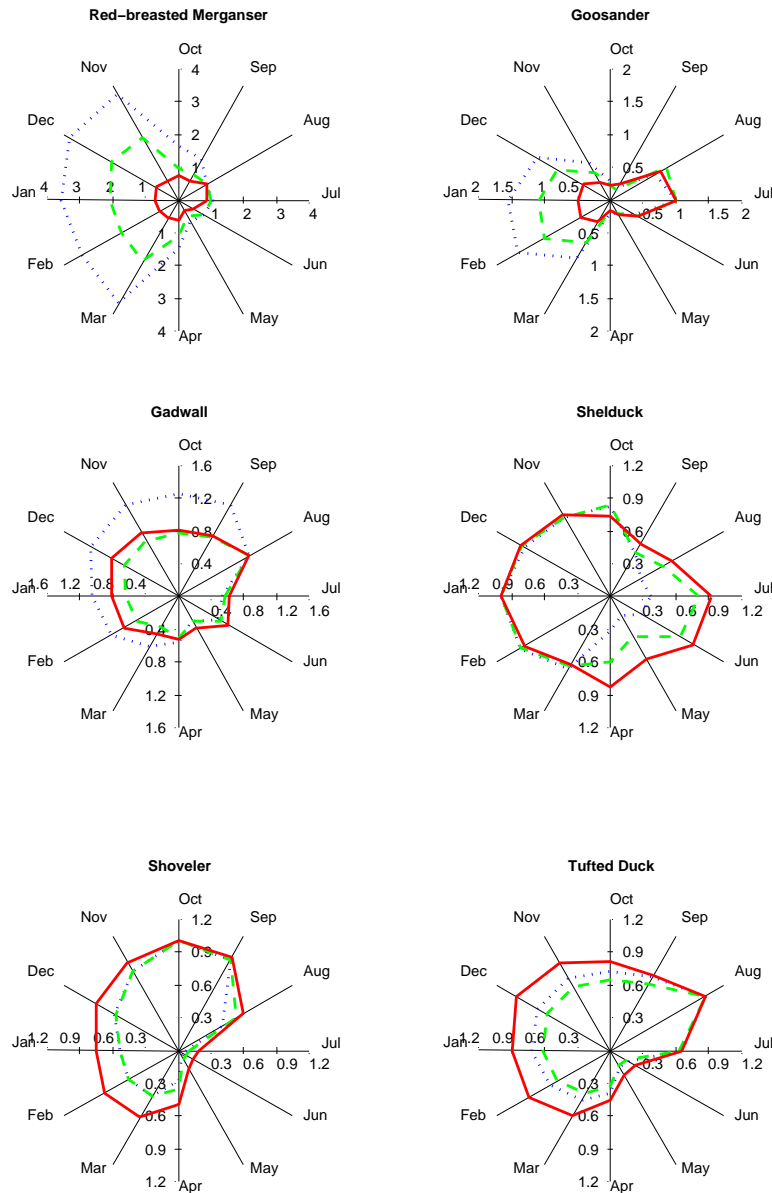 Red−breasted Merganser
Oct
Nov Sep
Dec Aug
Jan Jul
Feb Jun
Mar May
Apr
4 3 2 1
4 3 2 1
1 2 3 4
1 2 3 4
Goosander
Oct
Nov Sep
Dec Aug
Jan Jul
Feb Jun
Mar May
Apr
2 1.5 1 0.5
2 1.5 1 0.5
0.5 1 1.5 2
0.5 1 1.5 2
Gadwall
Oct
Nov Sep
Dec Aug
Jan Jul
Feb Jun
Mar May
Apr
1.6 1.2 0.8 0.4
1.6 1.2 0.8 0.4
0.4 0.8 1.2 1.6
0.4 0.8 1.2 1.6
Shelduck
Oct
Nov Sep
Dec Aug
Jan Jul
Feb Jun
Mar May
Apr
1.2 0.9 0.6 0.3
1.2 0.9 0.6 0.3
0.3 0.6 0.9 1.2
0.3 0.6 0.9 1.2
Shoveler
Oct
Nov Sep
Dec Aug
Jan Jul
Feb Jun
Mar May
Apr
1.2 0.9 0.6 0.3
1.2 0.9 0.6 0.3
0.3 0.6 0.9 1.2
0.3 0.6 0.9 1.2
Tufted Duck
Oct
Nov Sep
Dec Aug
Jan Jul
Feb Jun
Mar May
Apr
1.2 0.9 0.6 0.3
1.2 0.9 0.6 0.3
0.3 0.6 0.9 1.2
0.3 0.6 0.9 1.2